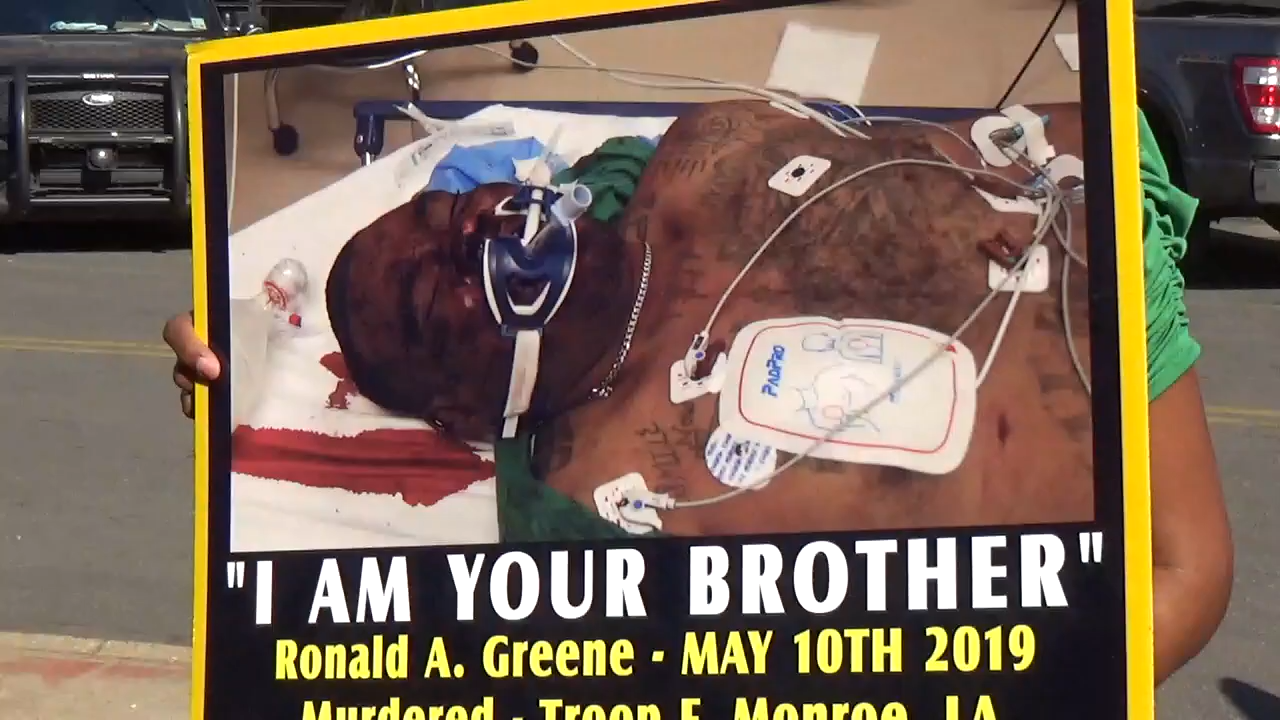 PADPRO
"I AM YOUR BROTHER"
Ronald A. Greene - MAY 10TH 2019
Murdered - Troop F, Monroe, LA